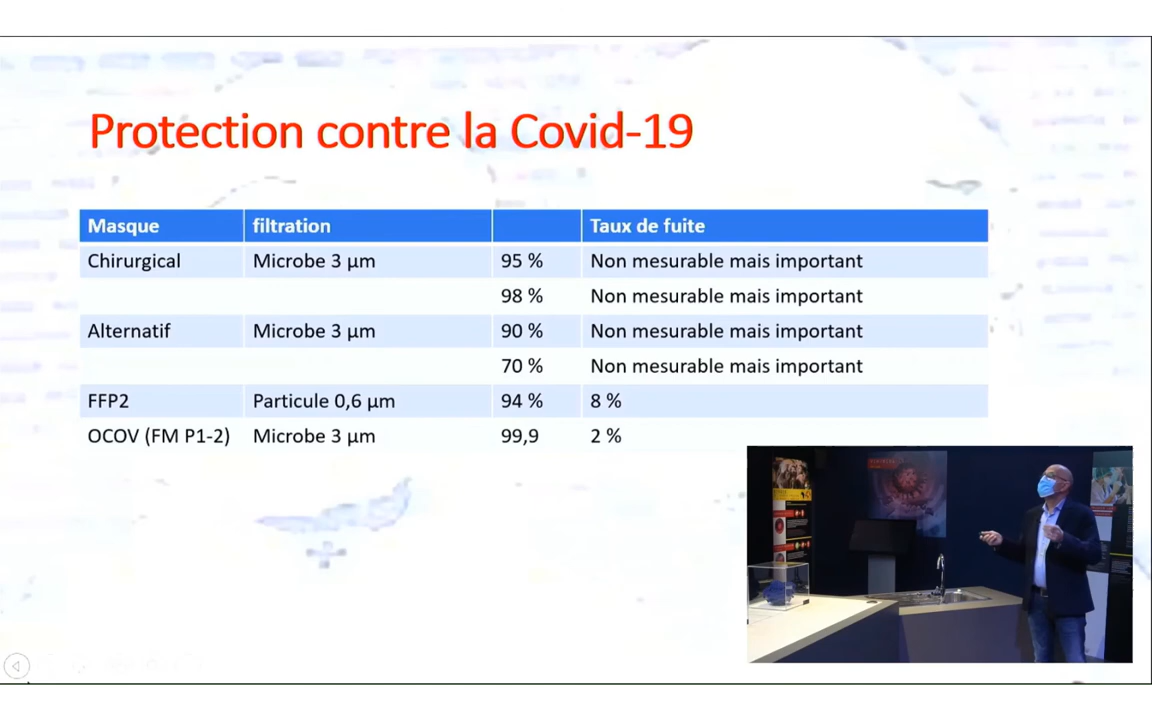 Protection contre la Covid-19
Masque filtration Taux de fuite
Chirurgical Microbe 3 µm 95 % Non mesurable mais important
98 % Non mesurable mais important
Alternatif Microbe 3 µm 90 % Non mesurable mais important
70 % Non mesurable mais important
FFP2 Particule 0,6 µm 94 % 8 %
OCOV (FM P1-2) Microbe 3 µm 99,9 2 %